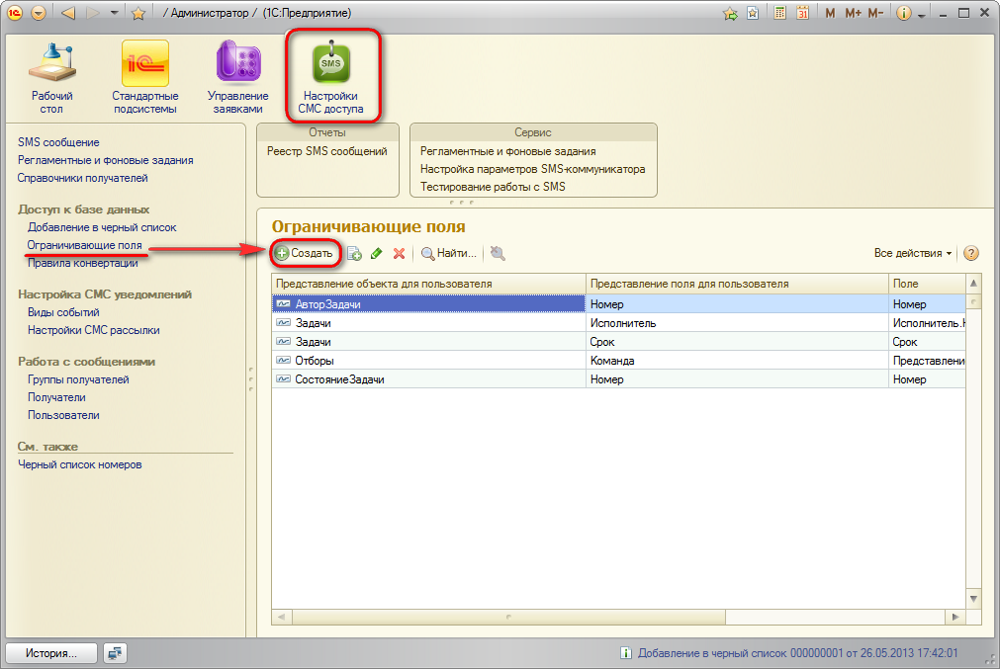 / Администратор / (1С:Предприятие)
31
M M+ M-
1С
SMS
Рабочий
стол
Стандартные
подсистемы
Управление
заявками
Настройки
СМС доступа
SMS сообщение
Регламентные и фоновые задания
Справочники получателей
Доступ к базе данных
Добавление в черный список
Ограничивающие поля
Правила конвертации
Настройка СМС уведомлений
Виды событий
Настройки СМС рассылки
Работа с сообщениями
Группы получателей
Получатели
Пользователи
См. также
Черный список номеров
Отчеты
Реестр SMS сообщений
Сервис
Регламентные и фоновые задания
Настройка параметров SMS-коммуникатора
Тестирование работы с SMS
Ограничивающие поля
Создать
Найти...
Все действия
?
Представление объекта для пользователя Представление поля для пользователя Поле
АвторЗадачи Номер Номер
Задачи Исполнитель Исполнитель.Н
Задачи Срок Срок
Отборы Команда Представлени
СостояниеЗадачи Номер Номер
История...
Добавление в черный список 000000001 от 26.05.2013 17:42:01